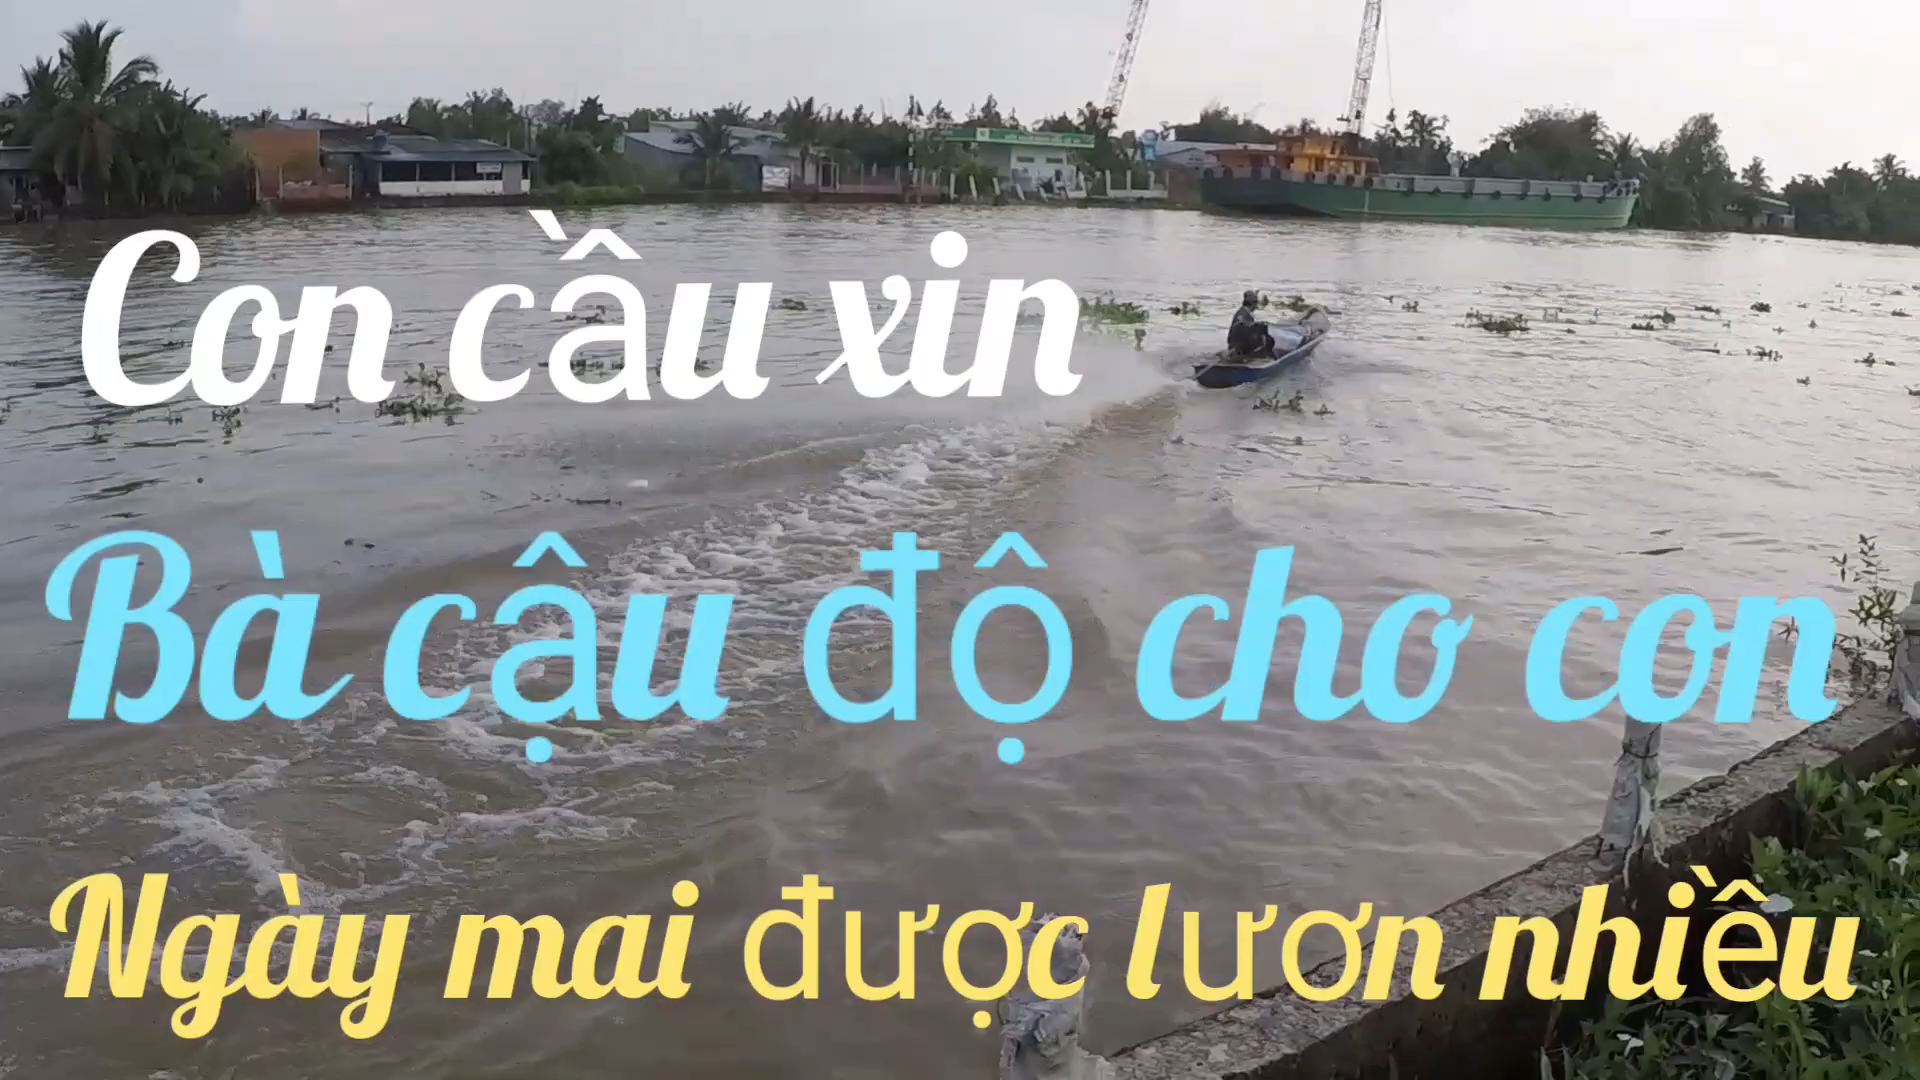 Con cầu xin
Bà cậu độ cho con
Ngày mai được lươn nhiều